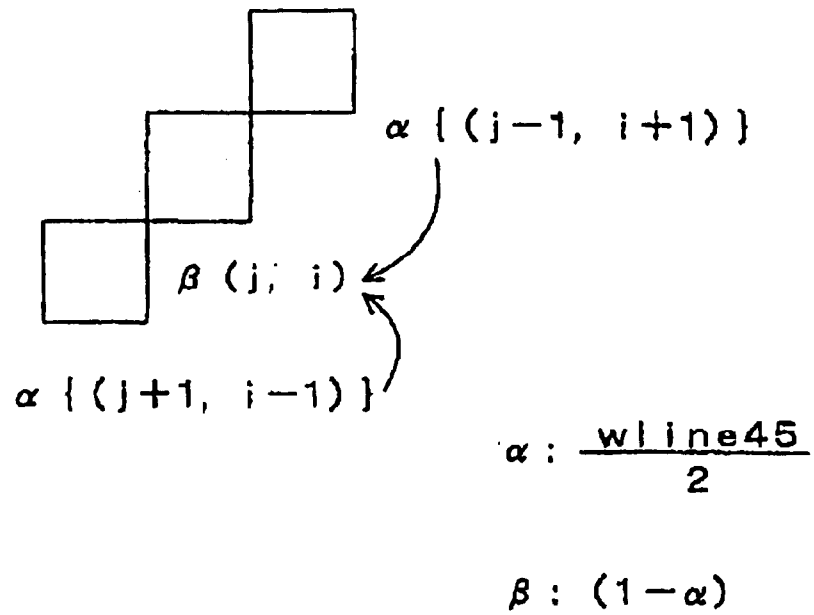 α { (j−1, i+1) }
β (j, i)
α { (j+1, i−1) }
α : wline45 / 2
β : (1−α)